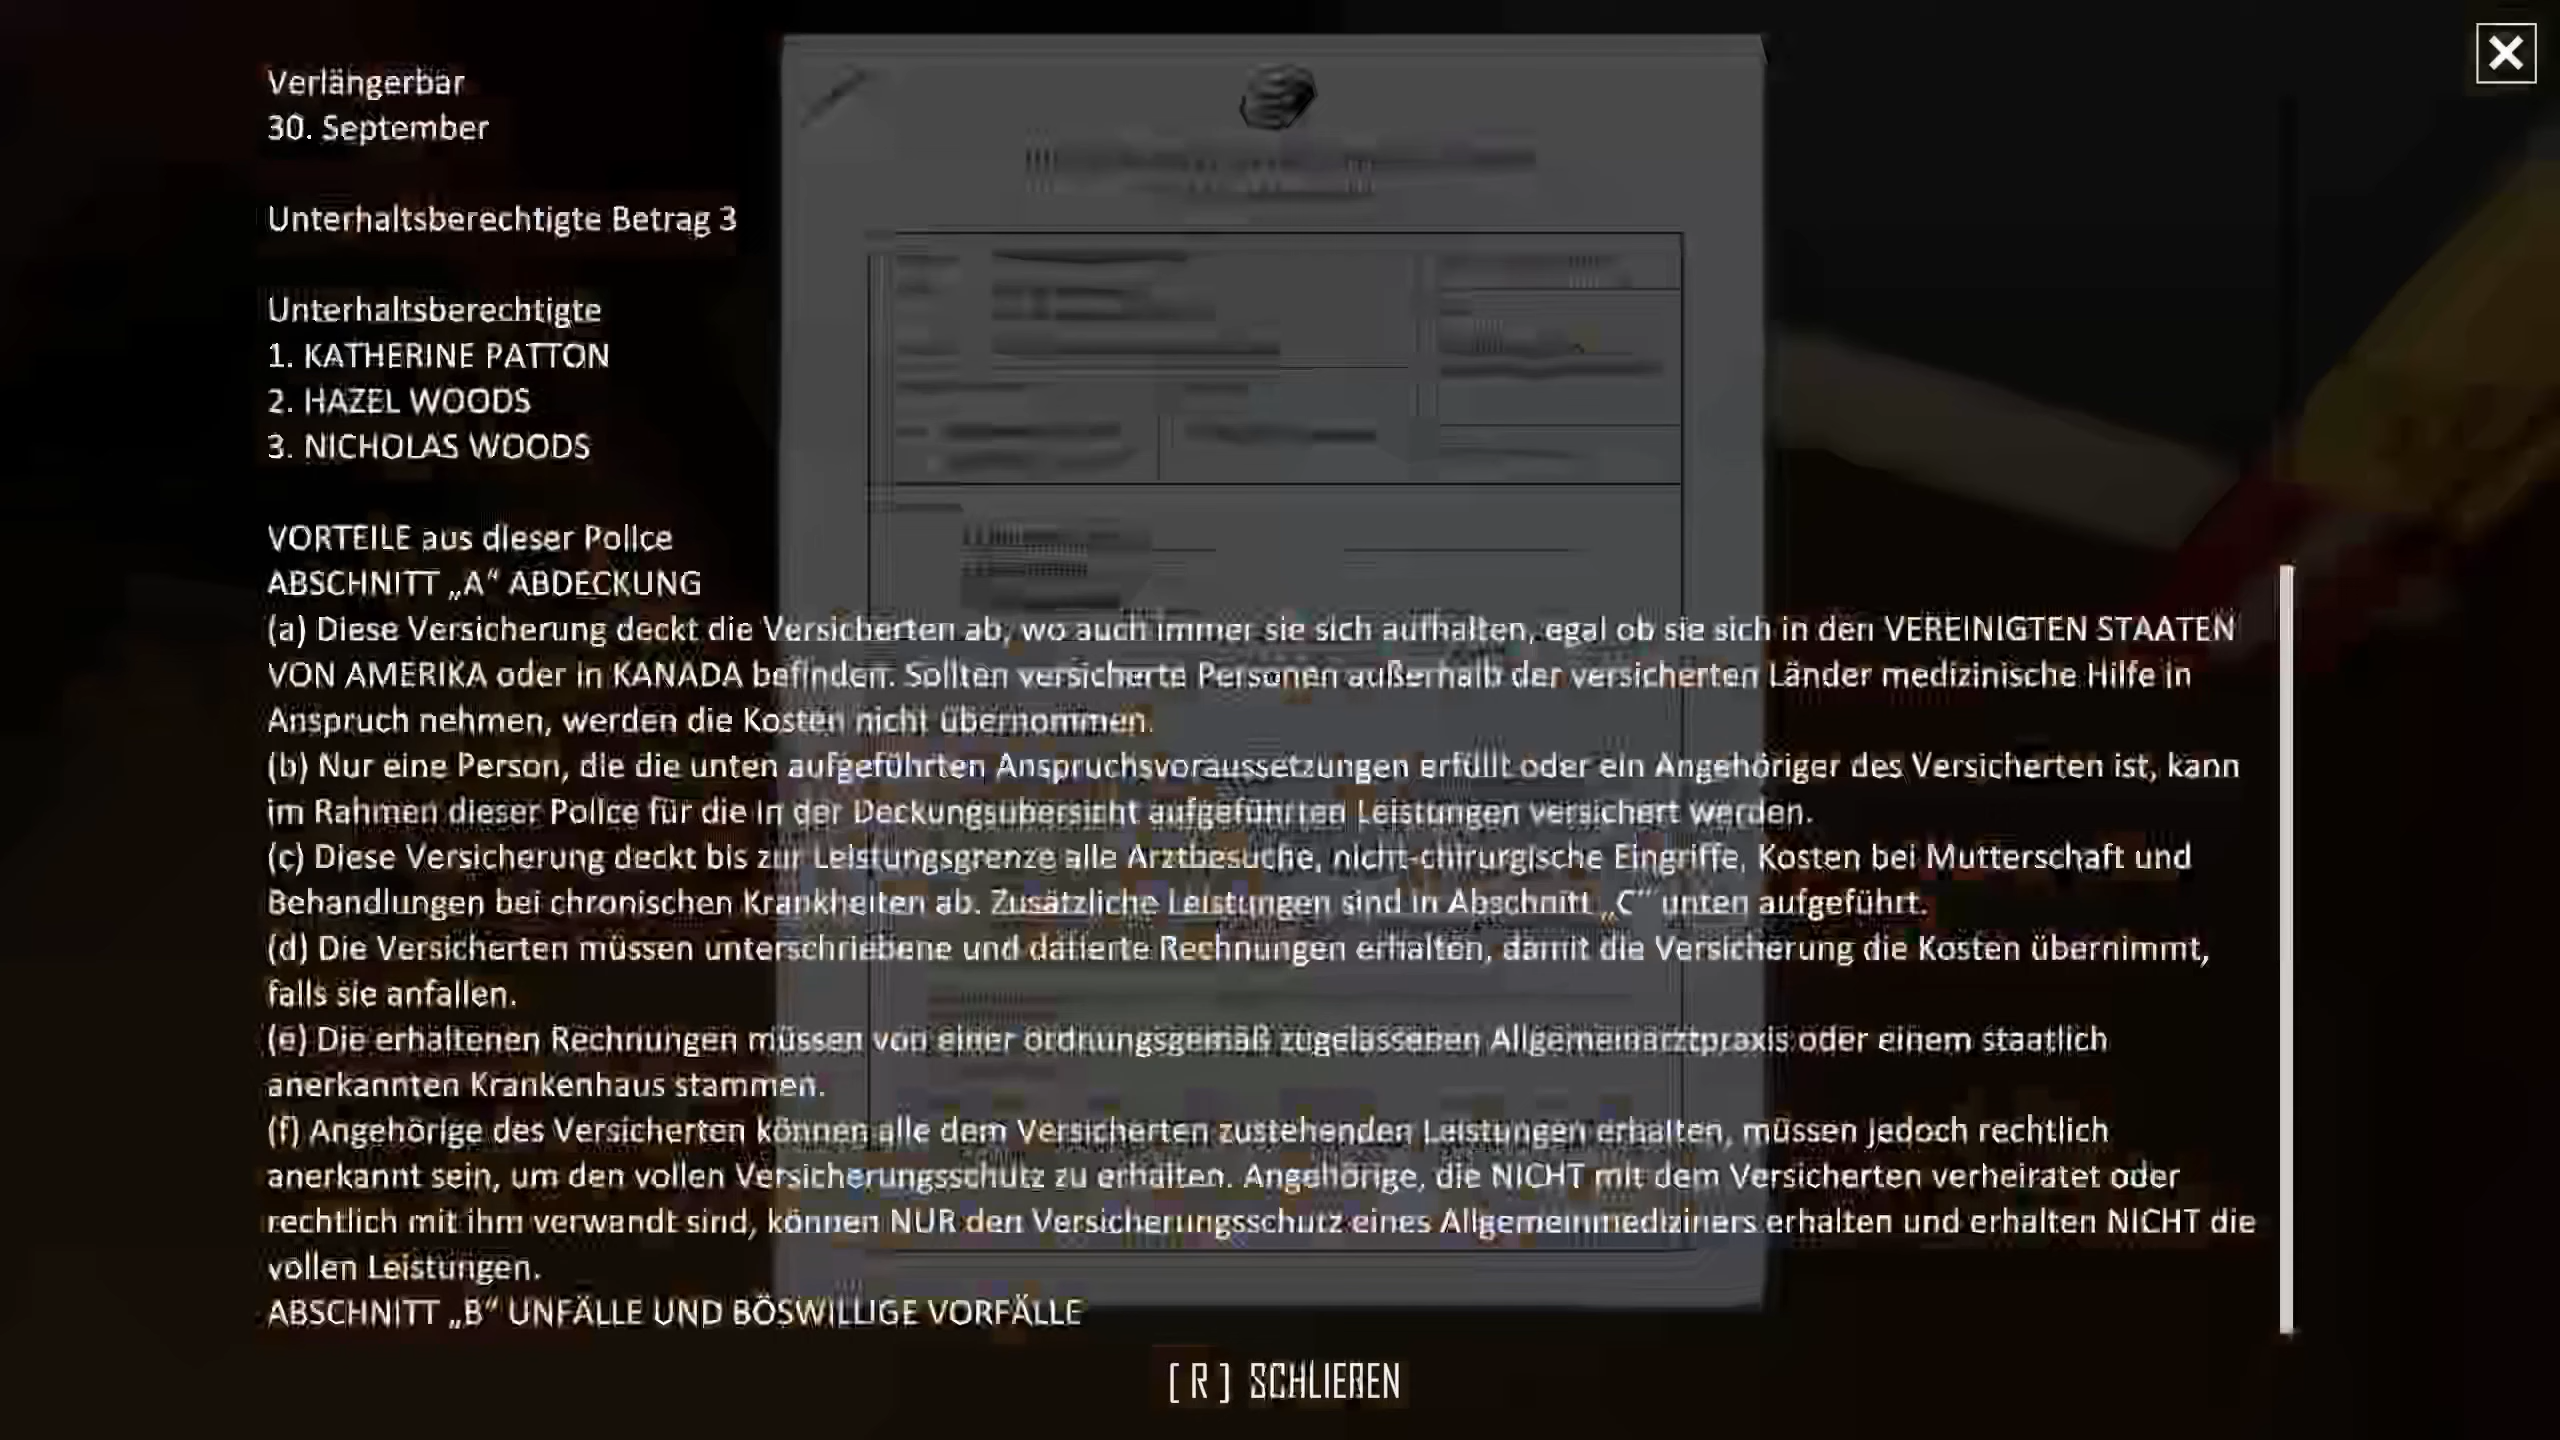 Verlängerbar
30. September
Unterhaltsberechtigte Betrag 3
Unterhaltsberechtigte
1. KATHERINE PATTON
2. HAZEL WOODS
3. NICHOLAS WOODS
VORTEILE aus dieser Police
ABSCHNITT „A“ ABDECKUNG
(a) Diese Versicherung deckt die Versicherten ab, wo auch immer sie sich aufhalten, egal ob sie sich in den VEREINIGTEN STAATEN
VON AMERIKA oder in KANADA befinden. Sollten versicherte Personen außerhalb der versicherten Länder medizinische Hilfe in
Anspruch nehmen, werden die Kosten nicht übernommen.
(b) Nur eine Person, die die unten aufgeführten Anspruchsvoraussetzungen erfüllt oder ein Angehöriger des Versicherten ist, kann
im Rahmen dieser Police für die in der Deckungsübersicht aufgeführten Leistungen versichert werden.
(c) Diese Versicherung deckt bis zur Leistungsgrenze alle Arztbesuche, nicht-chirurgische Eingriffe, Kosten bei Mutterschaft und
Behandlungen bei chronischen Krankheiten ab. Zusätzliche Leistungen sind in Abschnitt „C“ unten aufgeführt.
(d) Die Versicherten müssen unterschriebene und datierte Rechnungen erhalten, damit die Versicherung die Kosten übernimmt,
falls sie anfallen.
(e) Die erhaltenen Rechnungen müssen von einer ordnungsgemäß zugelassenen Allgemeinarztpraxis oder einem staatlich
anerkannten Krankenhaus stammen.
(f) Angehörige des Versicherten können alle dem Versicherten zustehenden Leistungen erhalten, müssen jedoch rechtlich
anerkannt sein, um den vollen Versicherungsschutz zu erhalten. Angehörige, die NICHT mit dem Versicherten verheiratet oder
rechtlich mit ihm verwandt sind, können NUR den Versicherungsschutz eines Allgemeinmediziners erhalten und erhalten NICHT die
vollen Leistungen.
ABSCHNITT „B“ UNFÄLLE UND BÖSWILLIGE VORFÄLLE
[ R ] SCHLIEßEN